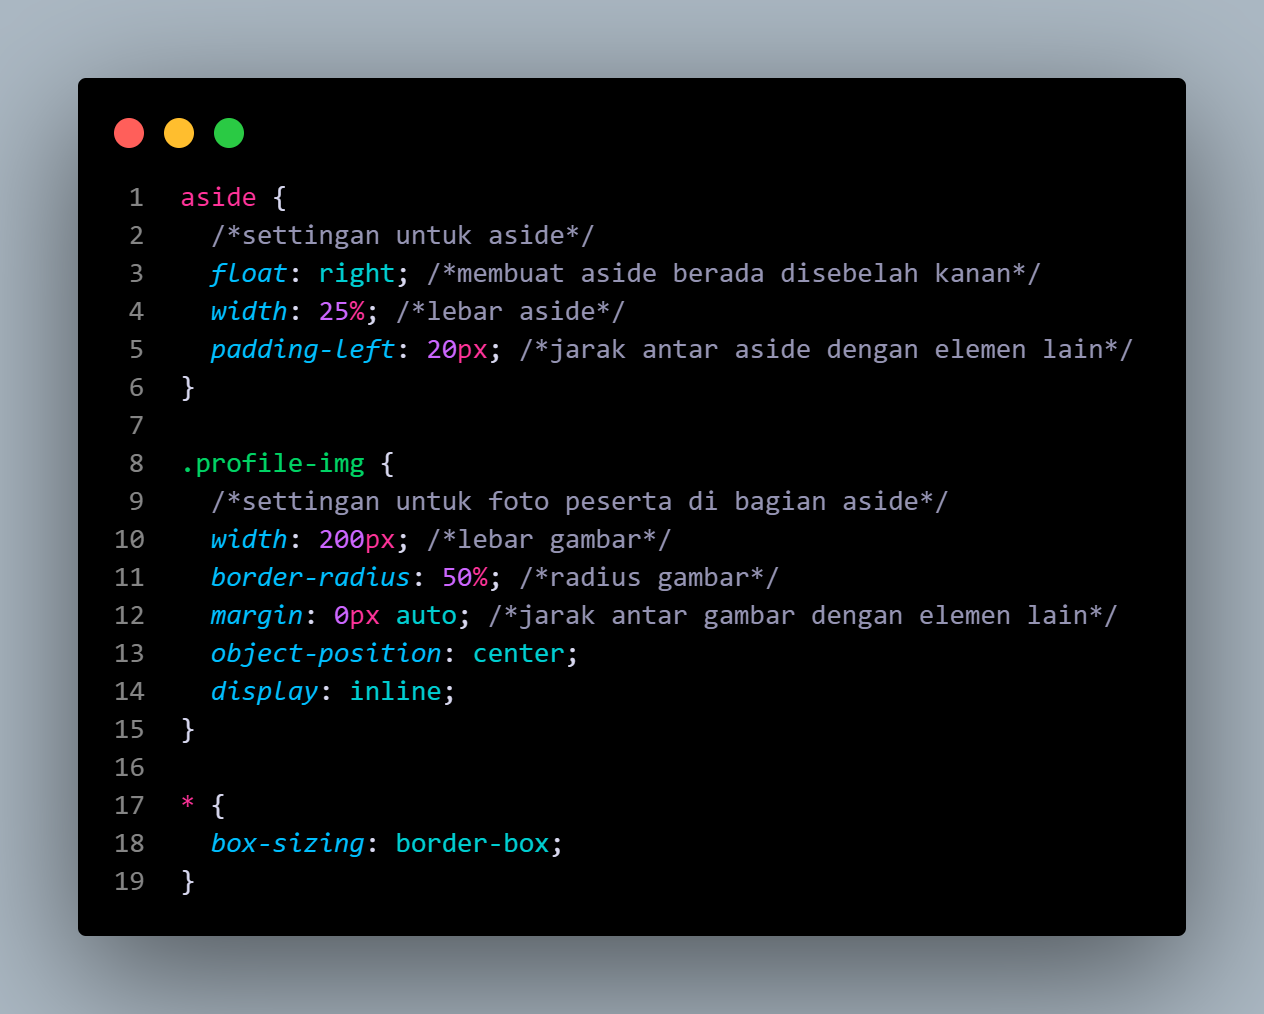 1 aside {
2 /*settingan untuk aside*/
3 float: right; /*membuat aside berada disebelah kanan*/
4 width: 25%; /*lebar aside*/
5 padding-left: 20px; /*jarak antar aside dengan elemen lain*/
6 }
7
8 .profile-img {
9 /*settingan untuk foto peserta di bagian aside*/
10 width: 200px; /*lebar gambar*/
11 border-radius: 50%; /*radius gambar*/
12 margin: 0px auto; /*jarak antar gambar dengan elemen lain*/
13 object-position: center;
14 display: inline;
15 }
16
17 * {
18 box-sizing: border-box;
19 }